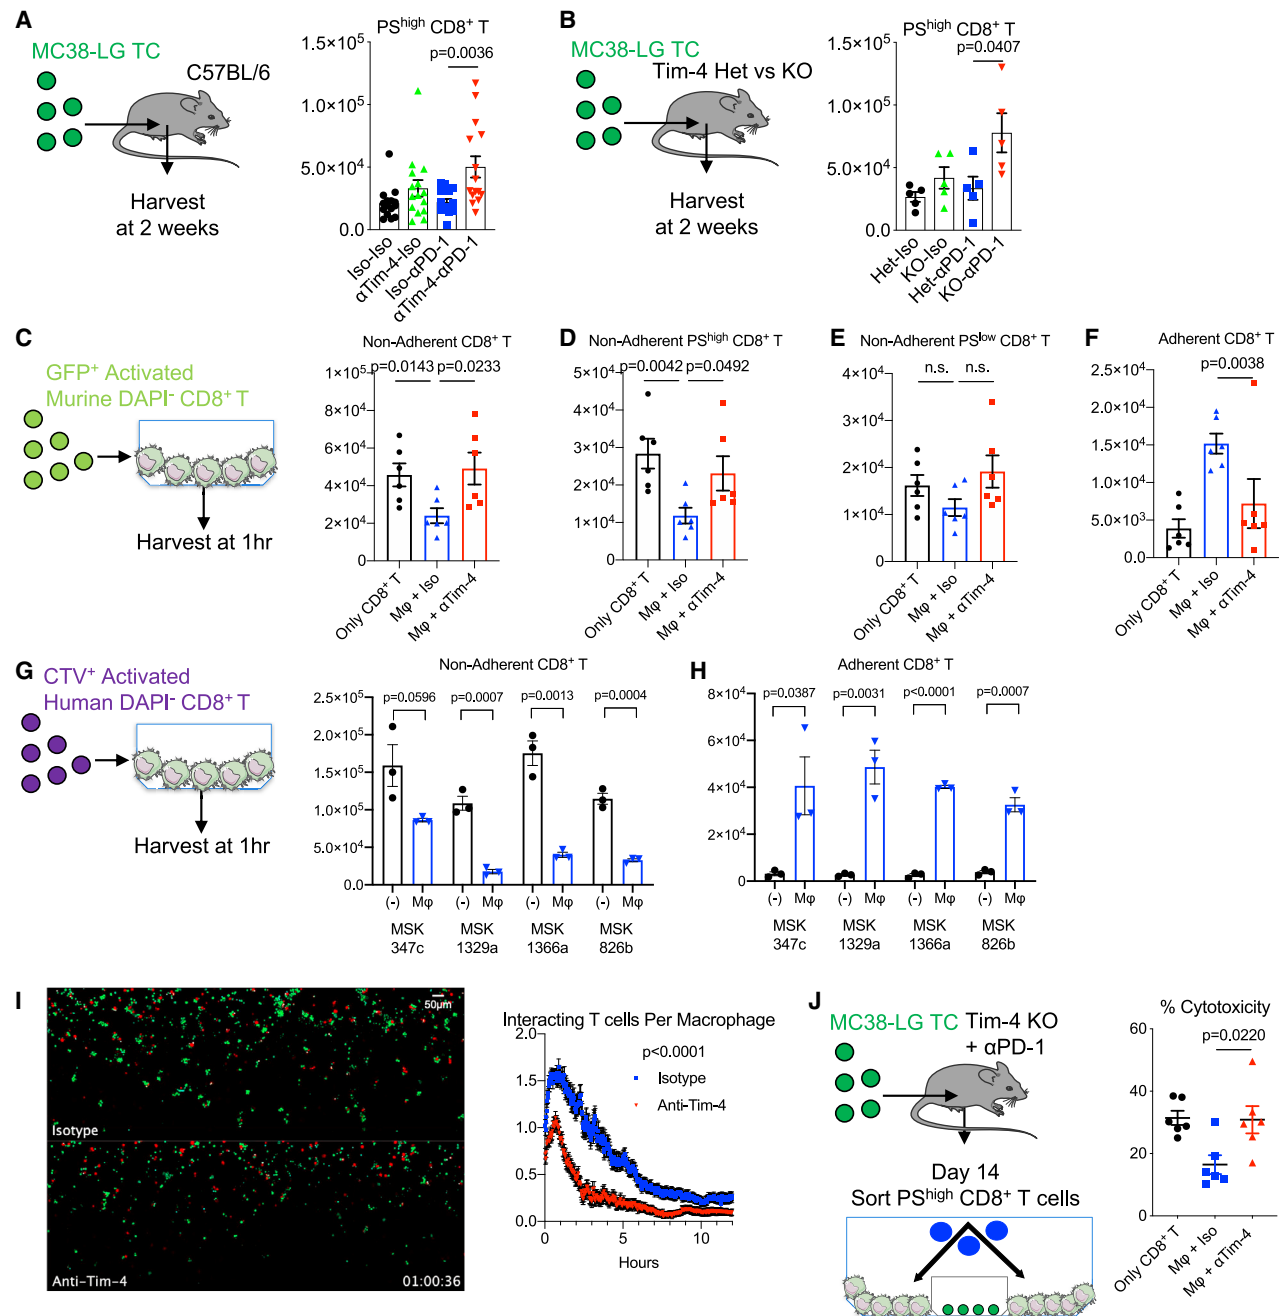 A
MC38-LG TC
C57BL/6
Harvest
at 2 weeks
PShigh CD8+ T
p=0.0036
1.5×10⁵
1.0×10⁵
5.0×10⁴
0.0
Iso-Iso
αTim-4-Iso
Iso-αPD-1
αTim-4-αPD-1
B
MC38-LG TC
Tim-4 Het vs KO
Harvest
at 2 weeks
PShigh CD8+ T
p=0.0407
1.5×10⁵
1.0×10⁵
5.0×10⁴
0.0
Het-Iso
KO-Iso
Het-αPD-1
KO-αPD-1
C
GFP+ Activated
Murine DAPI- CD8+ T
Harvest at 1hr
Non-Adherent CD8+ T
p=0.0143 p=0.0233
1×10⁵
8×10⁴
6×10⁴
4×10⁴
2×10⁴
0
Only CD8+ T
Mφ + Iso
Mφ + αTim-4
D
Non-Adherent PShigh CD8+ T
p=0.0042 p=0.0492
5×10⁴
4×10⁴
3×10⁴
2×10⁴
1×10⁴
0
Only CD8+ T
Mφ + Iso
Mφ + αTim-4
E
Non-Adherent PSlow CD8+ T
n.s. n.s.
4×10⁴
3×10⁴
2×10⁴
1×10⁴
0
Only CD8+ T
Mφ + Iso
Mφ + αTim-4
F
Adherent CD8+ T
p=0.0038
2.5×10⁴
2.0×10⁴
1.5×10⁴
1.0×10⁴
5.0×10³
0.0
Only CD8+ T
Mφ + Iso
Mφ + αTim-4
G
CTV+ Activated
Human DAPI- CD8+ T
Harvest at 1hr
Non-Adherent CD8+ T
p=0.0596 p=0.0007 p=0.0013 p=0.0004
2.5×10⁵
2.0×10⁵
1.5×10⁵
1.0×10⁵
5.0×10⁴
0.0
(-) Mφ (-) Mφ (-) Mφ (-) Mφ
MSK MSK MSK MSK
347c 1329a 1366a 826b
H
Adherent CD8+ T
p=0.0387 p=0.0031 p<0.0001 p=0.0007
8×10⁴
6×10⁴
4×10⁴
2×10⁴
0
(-) Mφ (-) Mφ (-) Mφ (-) Mφ
MSK MSK MSK MSK
347c 1329a 1366a 826b
I
50μm
Isotype
Anti-Tim-4
01:00:36
Interacting T cells Per Macrophage
p<0.0001
Isotype
Anti-Tim-4
2.0
1.5
1.0
0.5
0.0
0 5 10
Hours
J
MC38-LG TC
Tim-4 KO
+ αPD-1
Day 14
Sort PShigh CD8+ T cells
% Cytotoxicity
p=0.0220
60
40
20
0
Only CD8+ T
Mφ + Iso
Mφ + αTim-4